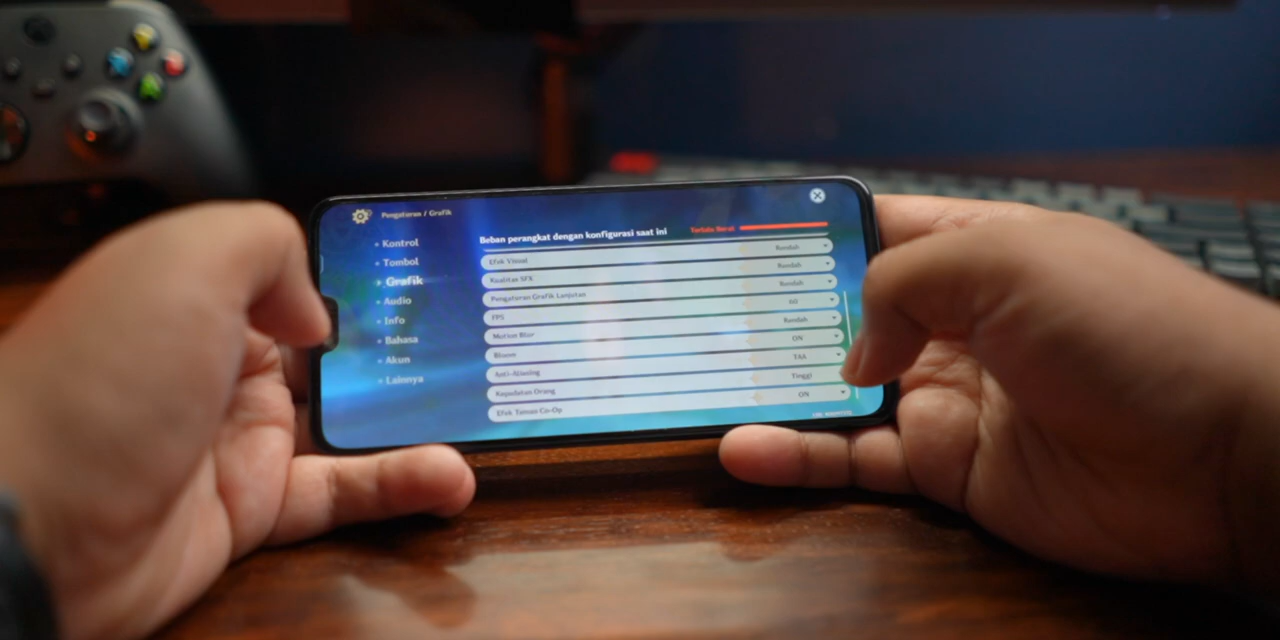 Pengaturan / Grafik
Kontrol
Tombol
Grafik
Audio
Info
Bahasa
Akun
Lainnya
Beban perangkat dengan konfigurasi saat ini Terlalu Berat
Efek Visual Rendah
Kualitas SFX Rendah
Pengaturan Grafik Lanjutan Rendah
FPS 60
Motion Blur Rendah
Bloom ON
Anti-Aliasing TAA
Kepadatan Orang Tinggi
Efek Teman Co-Op ON